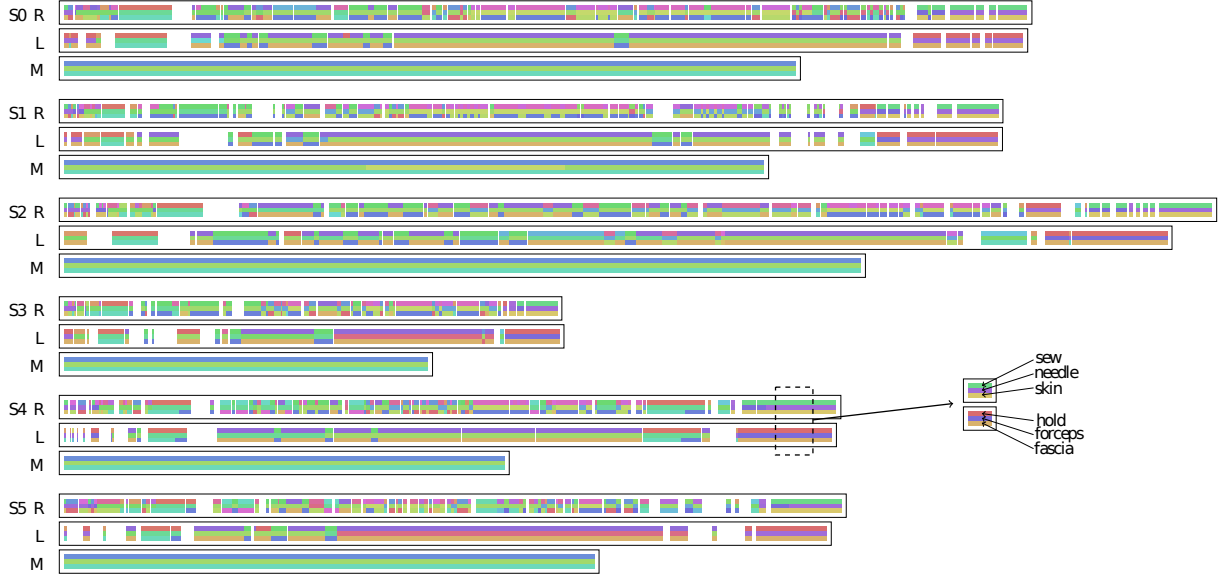 S0 R
L
M
S1 R
L
M
S2 R
L
M
S3 R
L
M
sew
needle
skin
S4 R
hold
L
forceps
fascia
M
S5 R
L
M